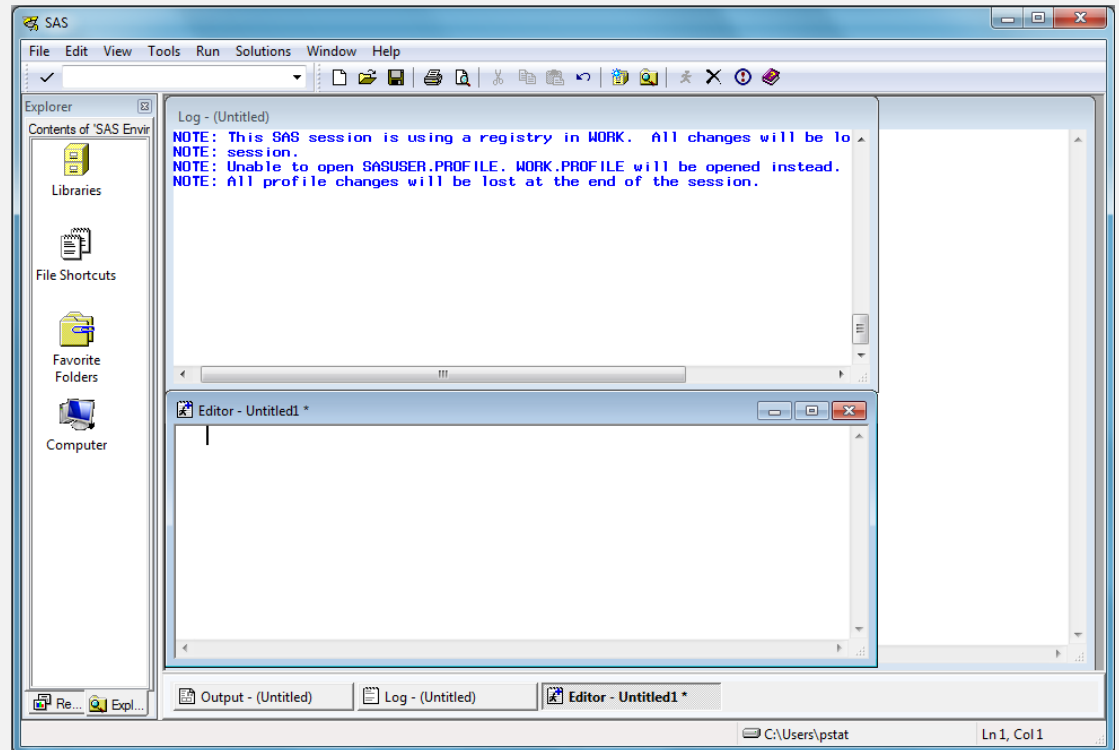 SAS
File Edit View Tools Run Solutions Window Help
Explorer
Contents of 'SAS Envir
Libraries
File Shortcuts
Favorite
Folders
Computer
Re... Expl...
Log - (Untitled)
NOTE: This SAS session is using a registry in WORK.  All changes will be lo
NOTE: session.
NOTE: Unable to open SASUSER.PROFILE. WORK.PROFILE will be opened instead.
NOTE: All profile changes will be lost at the end of the session.
Editor - Untitled1 *
Output - (Untitled) Log - (Untitled) Editor - Untitled1 *
C:\Users\pstat Ln 1, Col 1